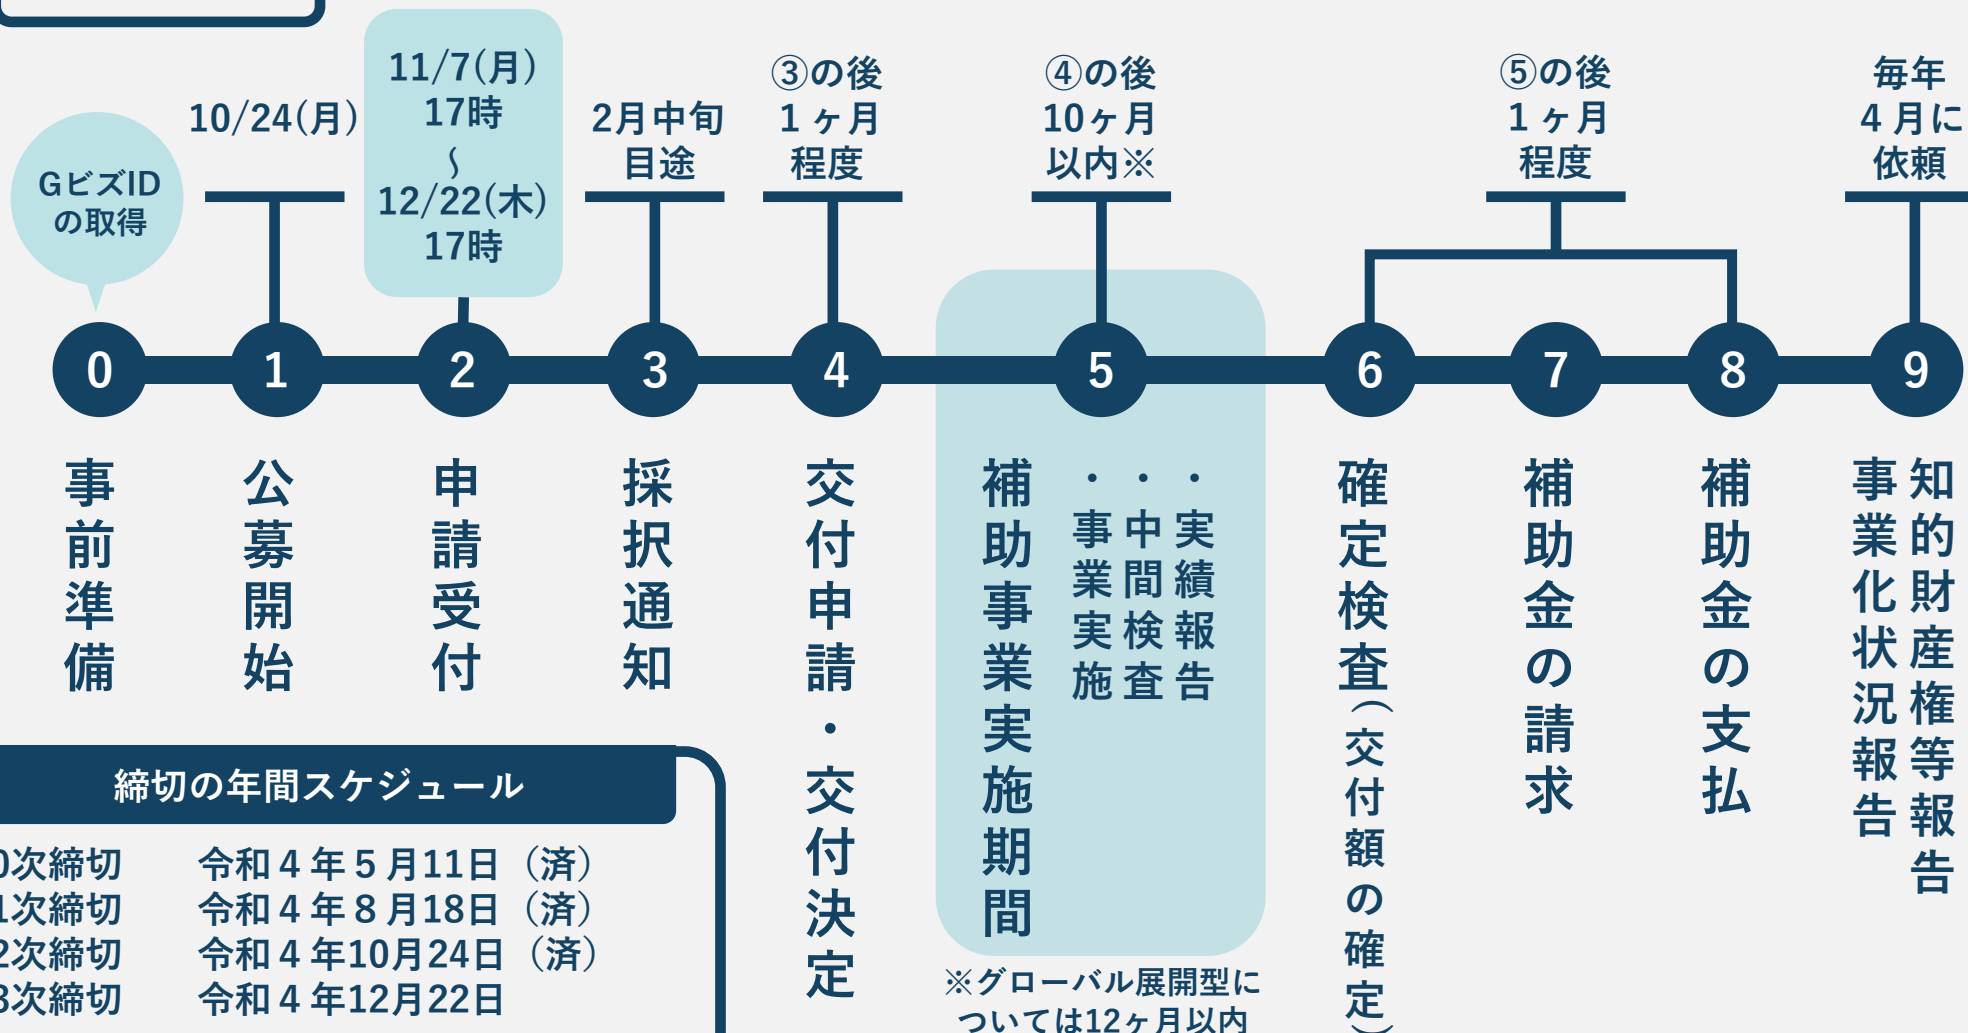 GビズID
の取得
10/24(月)
11/7(月)
17時
～
12/22(木)
17時
2月中旬
目途
③の後
1ヶ月
程度
④の後
10ヶ月
以内※
⑤の後
1ヶ月
程度
毎年
4月に
依頼
0
1
2
3
4
5
6
7
8
9
事前準備
公募開始
申請受付
採択通知
交付申請・交付決定
補助事業実施期間
・事業実施
・中間検査
・実績報告
確定検査（交付額の確定）
補助金の請求
補助金の支払
知的財産権等報告
事業化状況報告
※グローバル展開型に
ついては12ヶ月以内
締切の年間スケジュール
0次締切 令和4年5月11日（済）
1次締切 令和4年8月18日（済）
2次締切 令和4年10月24日（済）
3次締切 令和4年12月22日